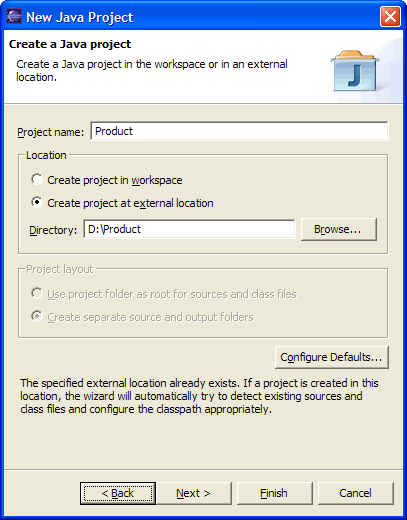 New Java Project
Create a Java project
Create a Java project in the workspace or in an external
location.
J
Project name: Product
Location
Create project in workspace
Create project at external location
Directory: D:\Product Browse...
Project layout
Use project folder as root for sources and class files
Create separate source and output folders
Configure Defaults...
The specified external location already exists. If a project is created in this
location, the wizard will automatically try to detect existing sources and
class files and configure the classpath appropriately.
< Back Next > Finish Cancel